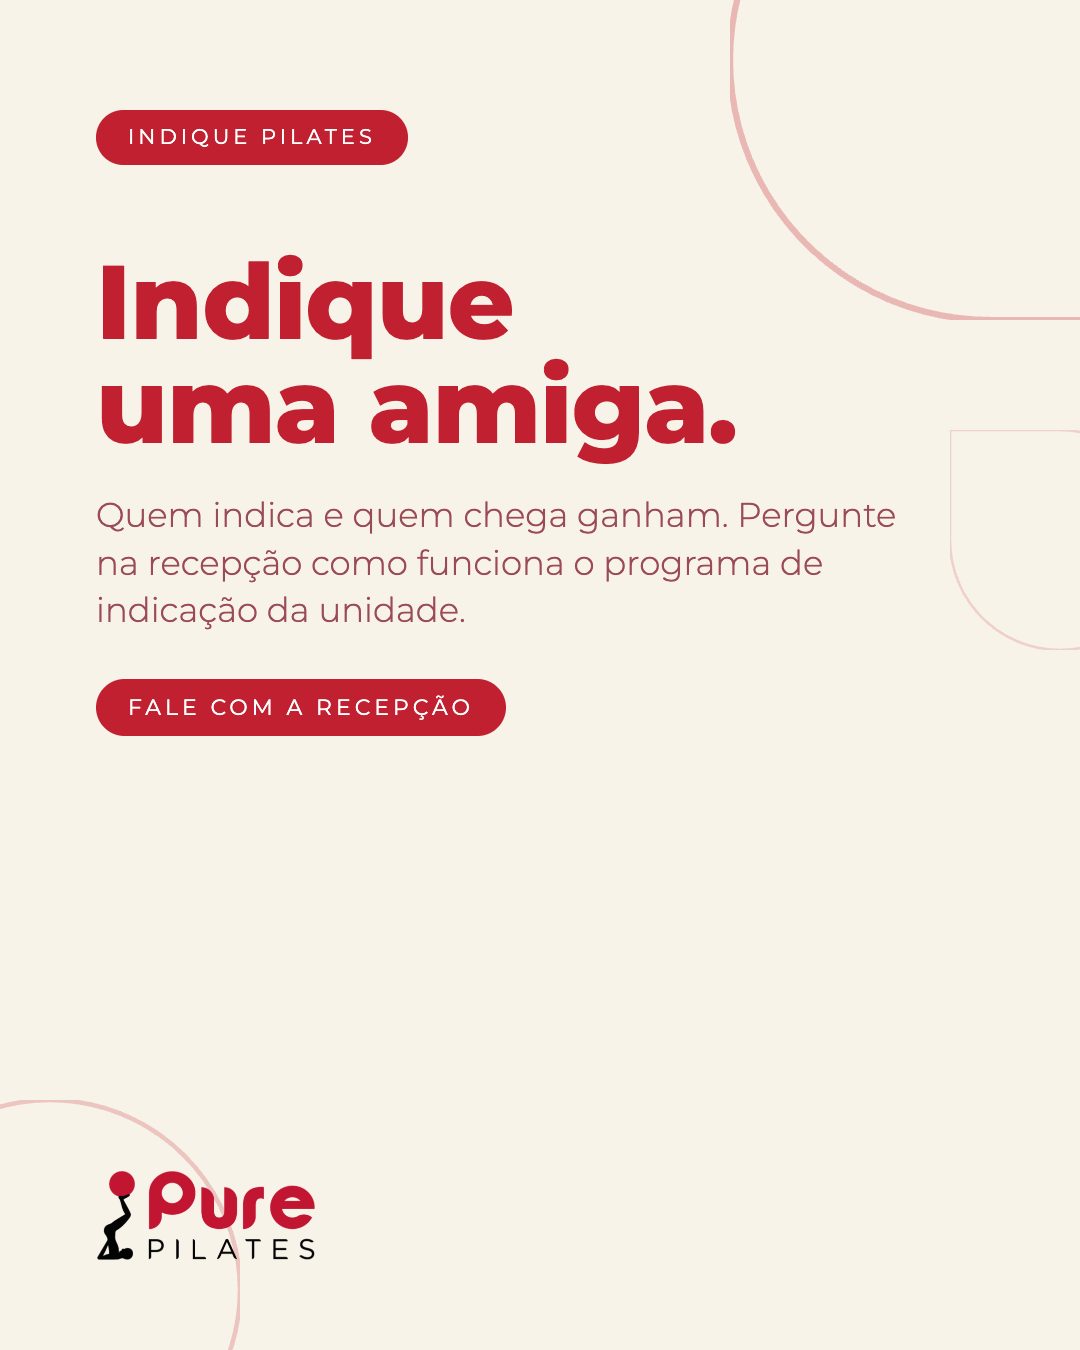 INDIQUE PILATES
Indique
uma amiga.
Quem indica e quem chega ganham. Pergunte
na recepção como funciona o programa de
indicação da unidade.
FALE COM A RECEPÇÃO
Pure
PILATES